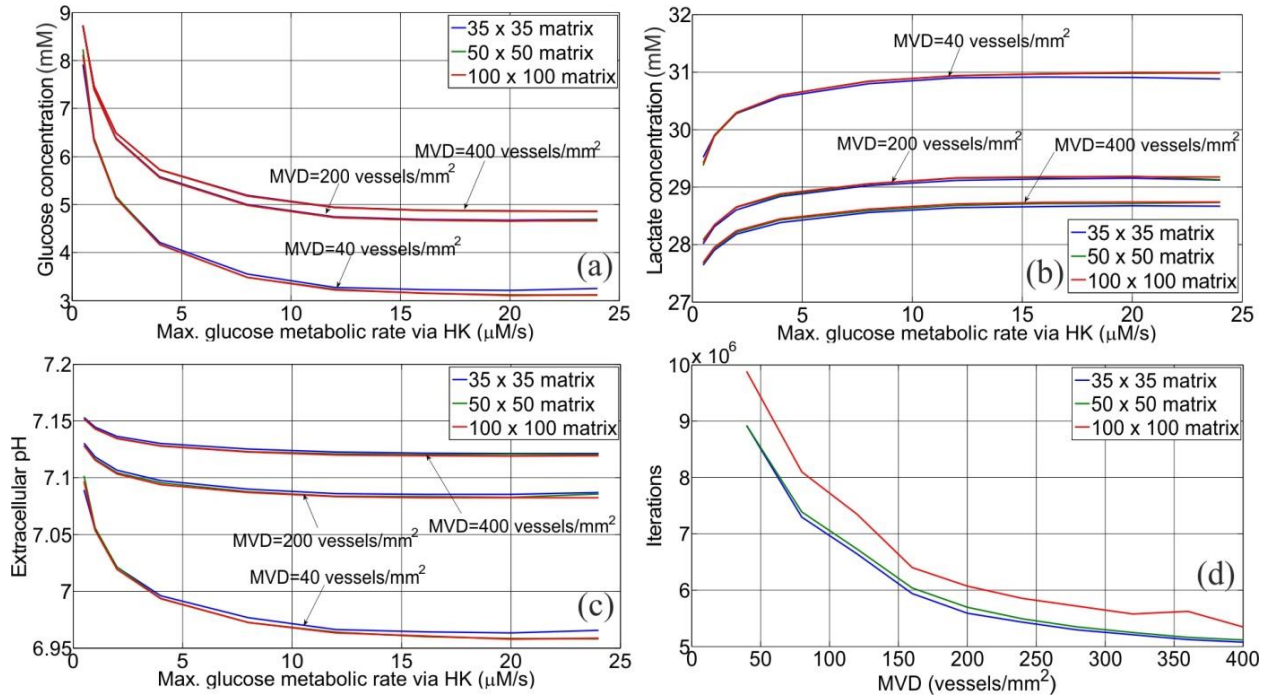 9
8
7
6
5
4
3
0
5
10
15
20
25
Glucose concentration (mM)
Max. glucose metabolic rate via HK (μM/s)
35 x 35 matrix
50 x 50 matrix
100 x 100 matrix
MVD=400 vessels/mm²
MVD=200 vessels/mm²
MVD=40 vessels/mm²
(a)
32
31
30
29
28
27
0
5
10
15
20
25
Lactate concentration (mM)
Max. glucose metabolic rate via HK (μM/s)
MVD=40 vessels/mm²
MVD=200 vessels/mm²
MVD=400 vessels/mm²
35 x 35 matrix
50 x 50 matrix
100 x 100 matrix
(b)
7.2
7.15
7.1
7.05
7
6.95
0
5
10
15
20
25
Extracellular pH
Max. glucose metabolic rate via HK (μM/s)
35 x 35 matrix
50 x 50 matrix
100 x 100 matrix
MVD=400 vessels/mm²
MVD=200 vessels/mm²
MVD=40 vessels/mm²
(c)
x 10⁶
10
9
8
7
6
5
0
50
100
150
200
250
300
350
400
Iterations
MVD (vessels/mm²)
35 x 35 matrix
50 x 50 matrix
100 x 100 matrix
(d)